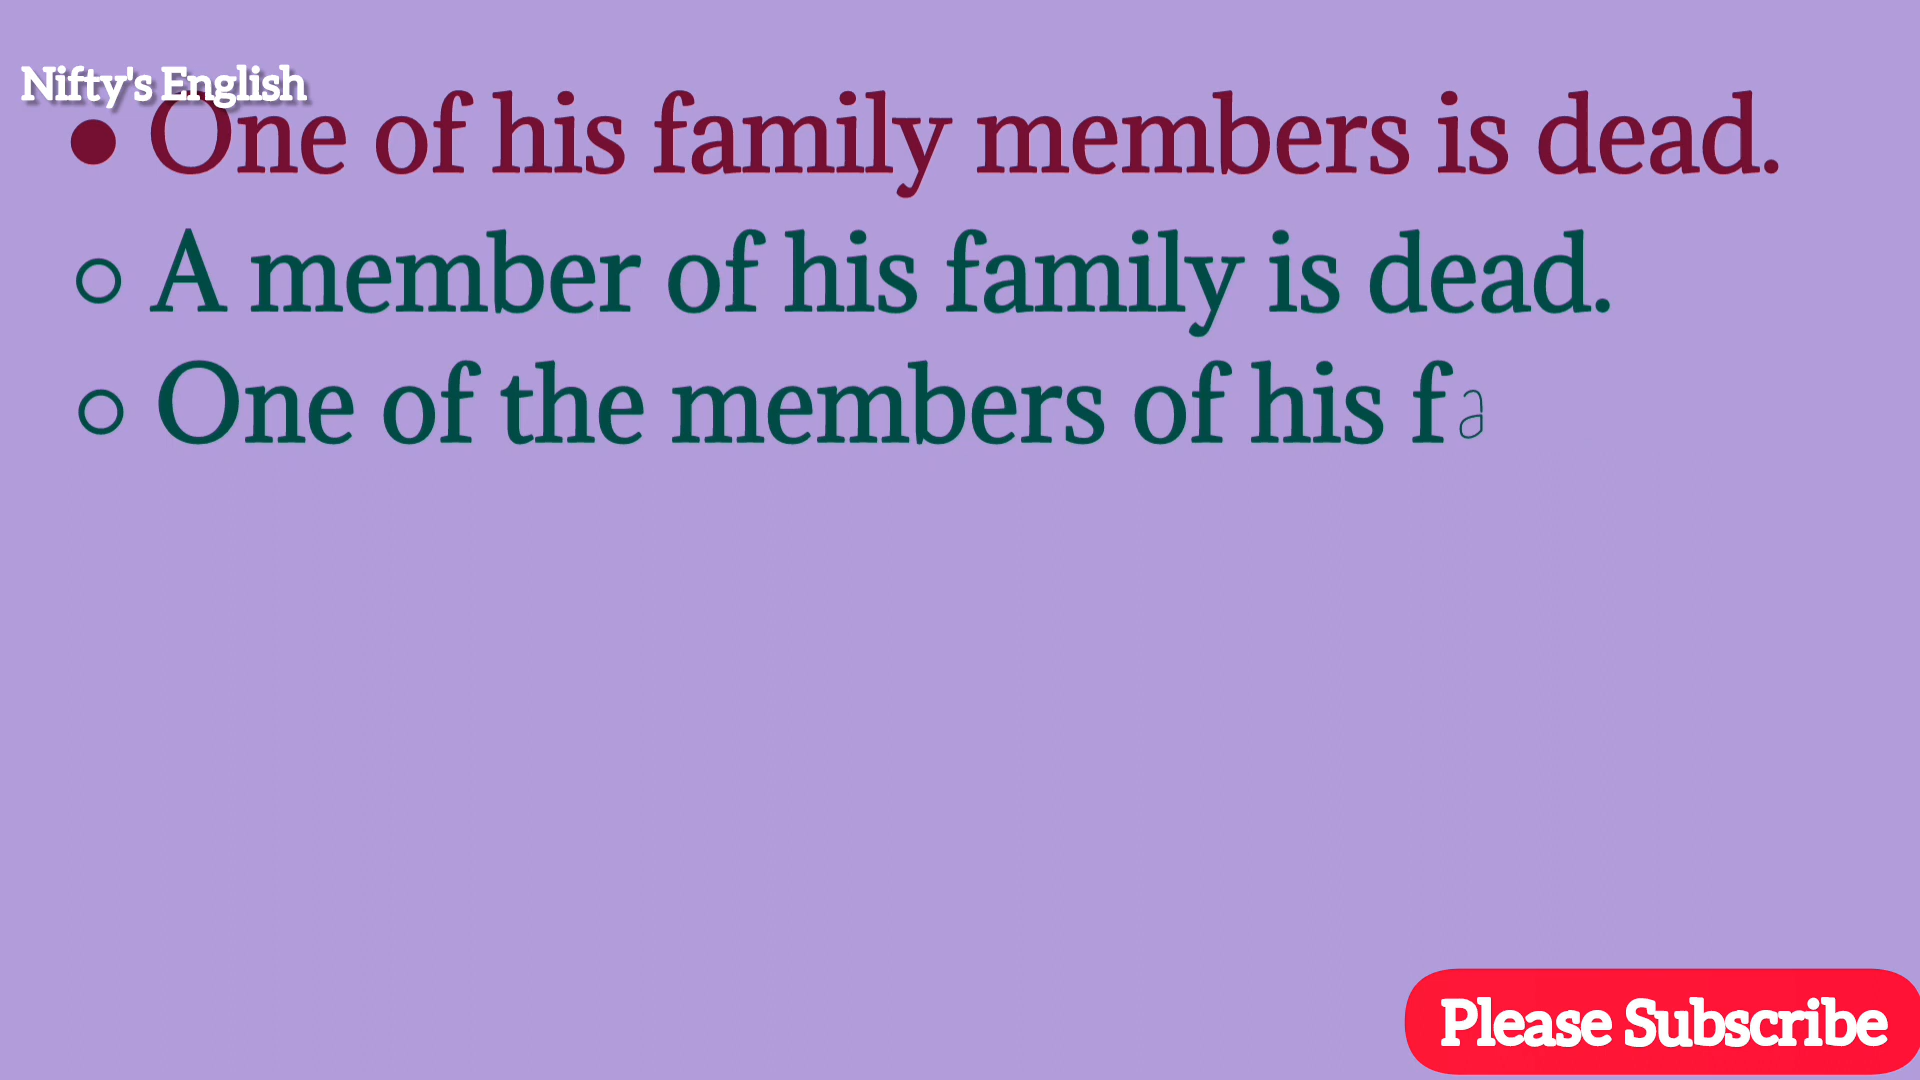 Nifty's English
● One of his family members is dead.
○ A member of his family is dead.
○ One of the members of his fa
Please Subscribe